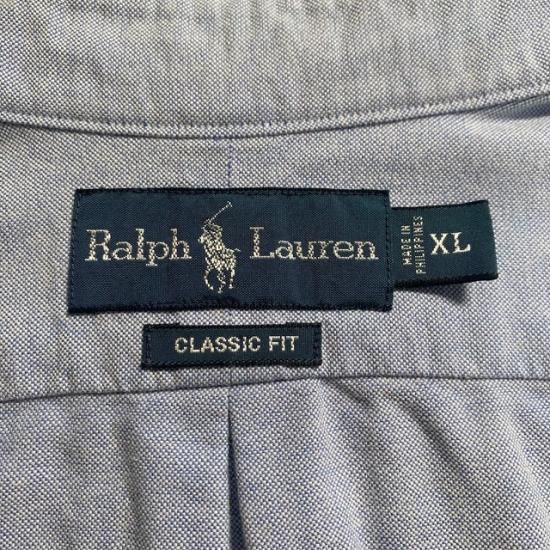 Ralph Lauren
MADE IN
PHILIPPINES
XL
CLASSIC FIT